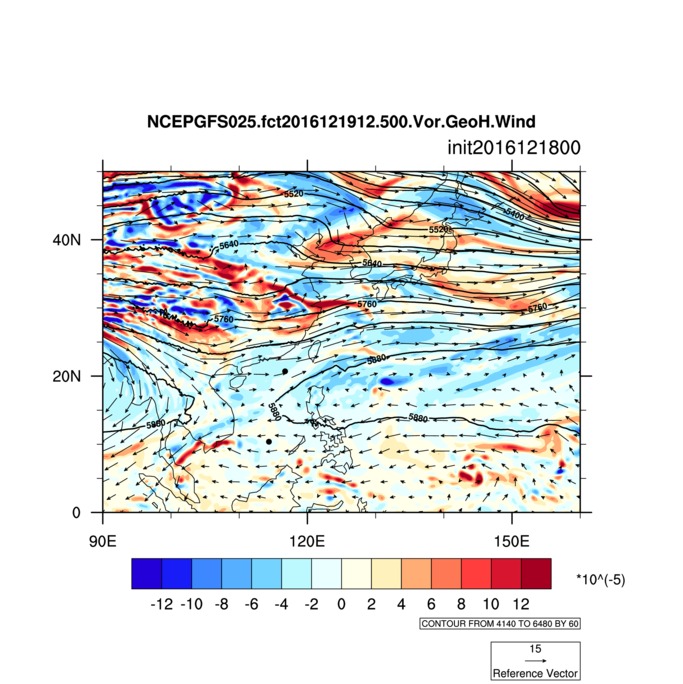 NCEPGFS025.fct2016121912.500.Vor.GeoH.Wind
init2016121800
40N
20N
0
90E 120E 150E
5520
5400
5520
5640
5640
5760
5760
5760
5880
5880
5880
5880
-12 -10 -8 -6 -4 -2 0 2 4 6 8 10 12
*10^(-5)
CONTOUR FROM 4140 TO 6480 BY 60
15
Reference Vector